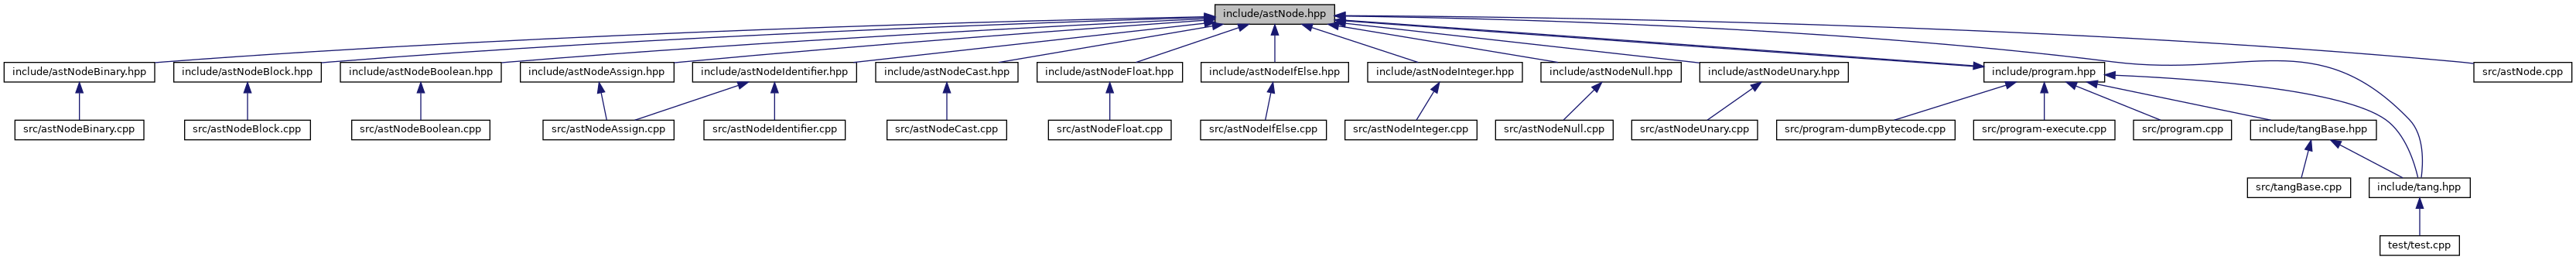 include/astNode.hpp
include/astNodeBinary.hpp
include/astNodeBlock.hpp
include/astNodeBoolean.hpp
include/astNodeAssign.hpp
include/astNodeIdentifier.hpp
include/astNodeCast.hpp
include/astNodeFloat.hpp
include/astNodeIfElse.hpp
include/astNodeInteger.hpp
include/astNodeNull.hpp
include/astNodeUnary.hpp
include/program.hpp
src/astNode.cpp
src/astNodeBinary.cpp
src/astNodeBlock.cpp
src/astNodeBoolean.cpp
src/astNodeAssign.cpp
src/astNodeIdentifier.cpp
src/astNodeCast.cpp
src/astNodeFloat.cpp
src/astNodeIfElse.cpp
src/astNodeInteger.cpp
src/astNodeNull.cpp
src/astNodeUnary.cpp
src/program-dumpBytecode.cpp
src/program-execute.cpp
src/program.cpp
include/tangBase.hpp
src/tangBase.cpp
include/tang.hpp
test/test.cpp